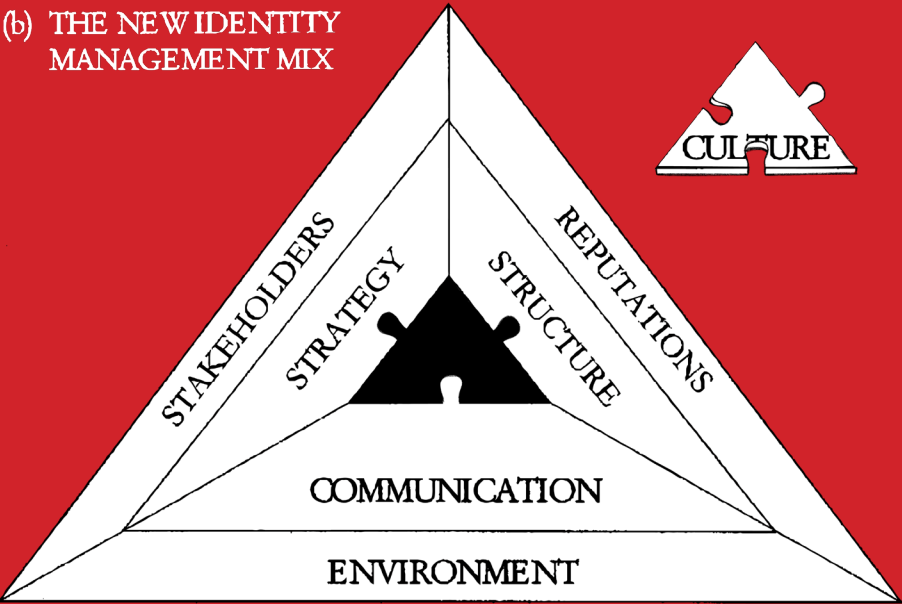 (b) THE NEW IDENTITY
MANAGEMENT MIX
CULTURE
STAKEHOLDERS
STRATEGY
STRUCTURE
REPUTATIONS
COMMUNICATION
ENVIRONMENT